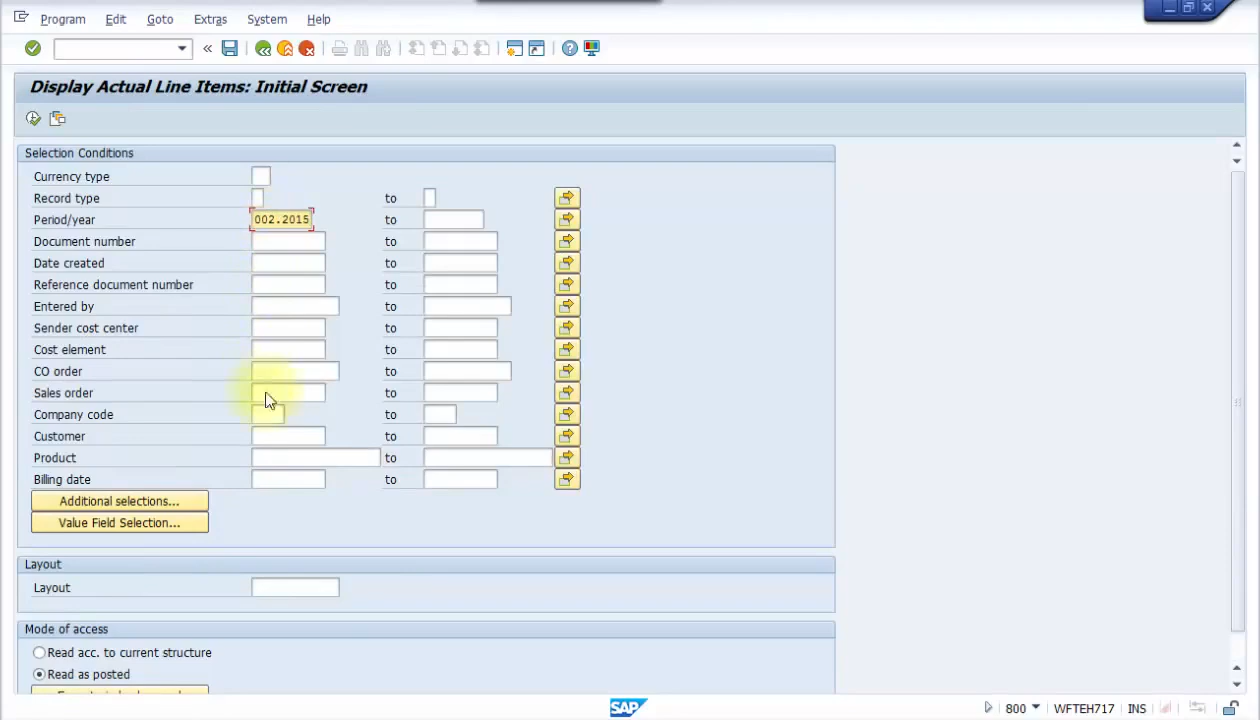 Program Edit Goto Extras System Help
«
Display Actual Line Items: Initial Screen
Selection Conditions
Currency type
Record type to
Period/year 002.2015 to
Document number to
Date created to
Reference document number to
Entered by to
Sender cost center to
Cost element to
CO order to
Sales order to
Company code to
Customer to
Product to
Billing date to
Additional selections...
Value Field Selection...
Layout
Layout
Mode of access
Read acc. to current structure
Read as posted
SAP 800 WFTEH717 INS